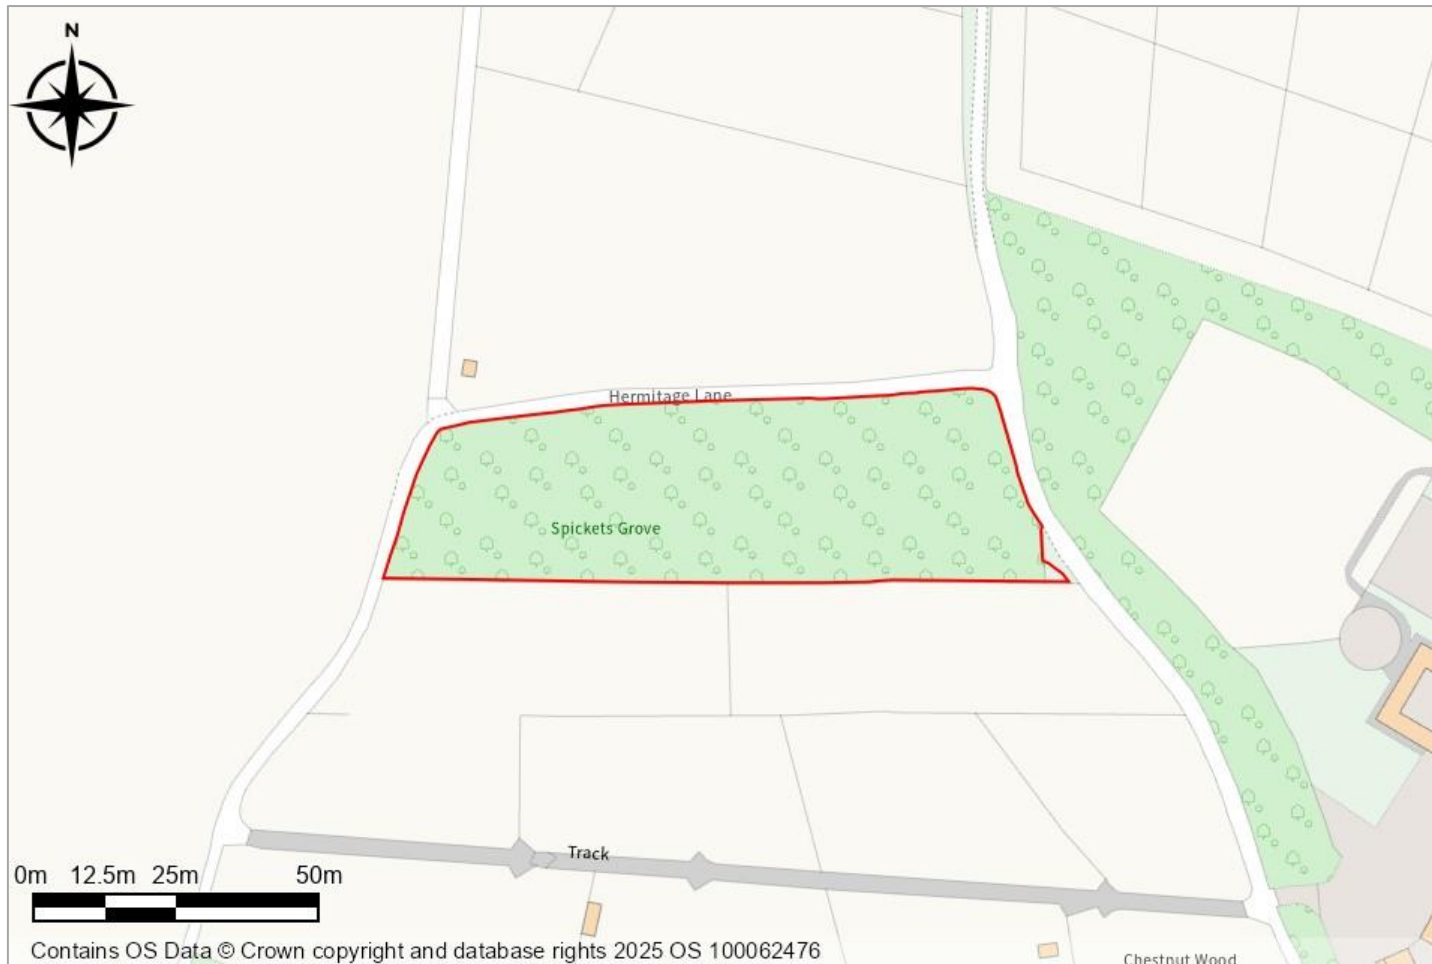 N
Hermitage Lane
Spickets Grove
Track
0m 12.5m 25m 50m
Contains OS Data © Crown copyright and database rights 2025 OS 100062476
Chestnut Wood